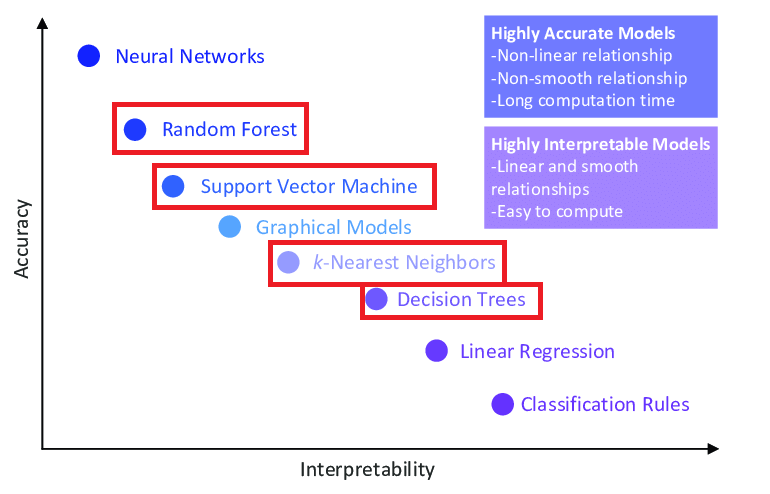 Highly Accurate Models
-Non-linear relationship
-Non-smooth relationship
-Long computation time
Highly Interpretable Models
-Linear and smooth
relationships
-Easy to compute
Neural Networks
Random Forest
Support Vector Machine
Graphical Models
k-Nearest Neighbors
Decision Trees
Linear Regression
Classification Rules
Accuracy
Interpretability